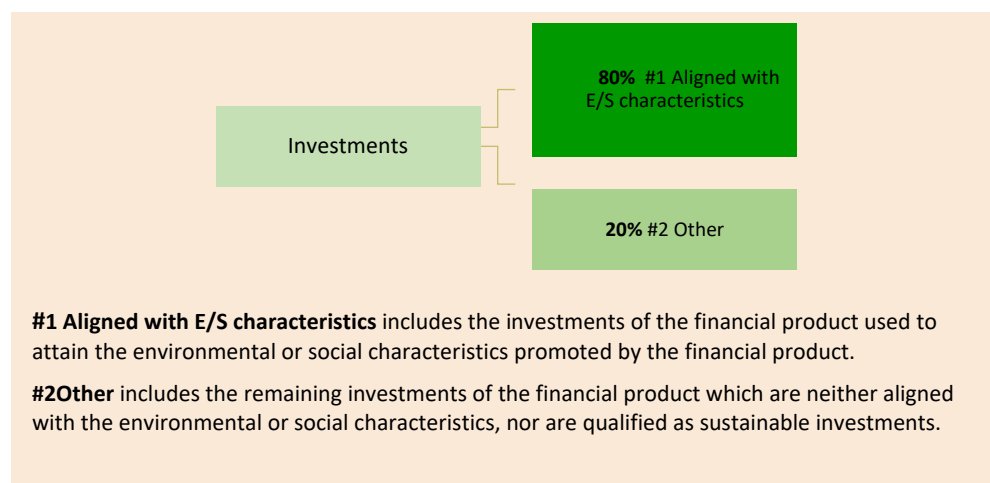 80% #1 Aligned with
E/S characteristics
Investments
20% #2 Other
#1 Aligned with E/S characteristics includes the investments of the financial product used to
attain the environmental or social characteristics promoted by the financial product.
#2Other includes the remaining investments of the financial product which are neither aligned
with the environmental or social characteristics, nor are qualified as sustainable investments.